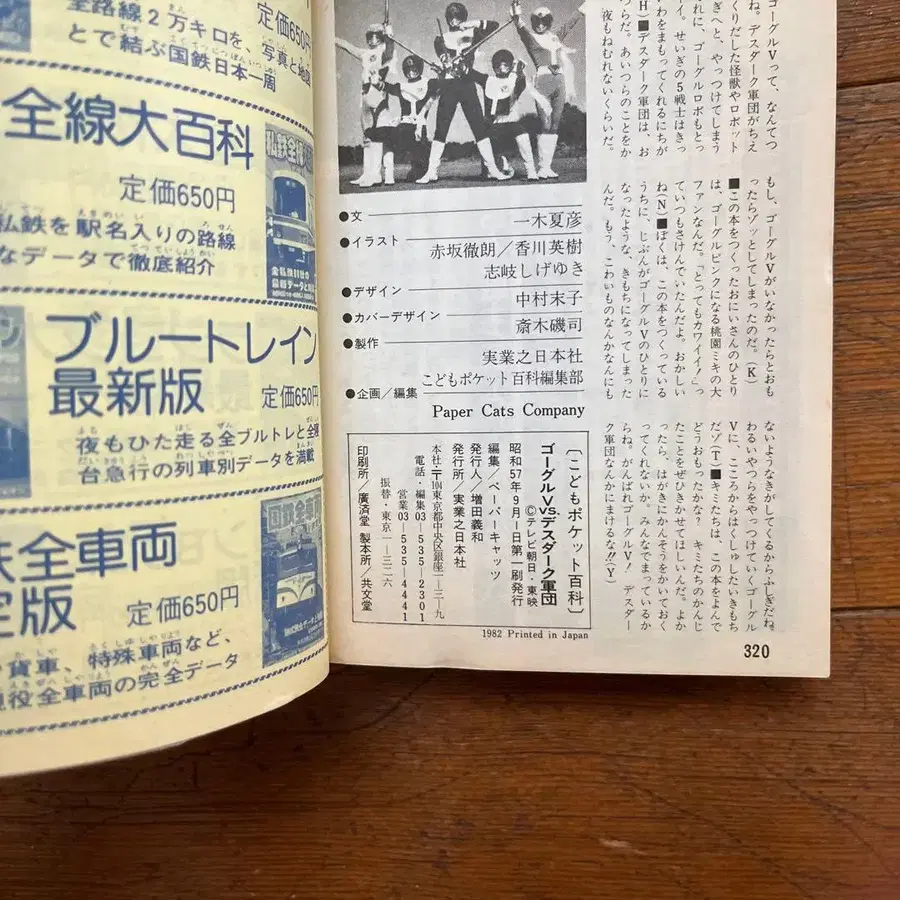 全路線2万キロを、写真と地図
とで結ぶ国鉄日本一周
定価650円
全線大百科
定価650円
私鉄を駅名入りの路線
なデータで徹底紹介
ブルートレイン
最新版
定価650円
夜もひた走る全ブルトレと全寝
台急行の列車別データを満載
鉄全車両
定版
定価650円
貨車、特殊車両など、
現役全車両の完全データ
ゴーグルVって、なんてつ
ね。デスダーク軍団がちえ
くりだした怪獣やロボット
ぎへと、やっつけてしまう
れに、ゴーグルロボもとっ
イ。せいぎの5戦士はきっ
わをまもってくれるにちが
H)■デスダーク軍団は、お
つらだ。あいつらのことをか
夜もねむれないくらいだ。
もし、ゴーグルVがいなかったらとおも
ったらゾッとしてしまったのだ。(K)
■この本をつくったおにいさんのひとり
は、ゴーグルピンクになる桃園ミキの大
ファンなんだ。「とってもカワイイ♪」っ
ていつもさけんでいたんだよ。おかしい
ね(N)■ぼくは、この本をつくっている
うちに、じぶんがゴーグルVのひとりに
なったような、きもちになってしまった
んだ。もう、こわいものなんかなんにも
ないようなきがしてくるからふしぎだね。
わるいやつらをやっつけていくゴーグル
Vに、こころからはくしゅしたいきもち
だゾ(T)■キミたちは、この本をよんで
どうおもったかな？ キミたちのかんじ
たことをぜひきかせてほしいんだ。よか
ったら、はがきにかんそうをかいておく
ってくれないか。みんなでまっているか
らね。がんばれゴーグルV！ デスダー
ク軍団なんかにまけるな!!(Y)
●文
一木夏彦
●イラスト
赤坂徹朗／香川英樹
志岐しげゆき
●デザイン
中村末子
●カバーデザイン
斎木磯司
●製作
実業之日本社
こどもポケット百科編集部
●企画／編集
Paper Cats Company
〔こどもポケット百科〕
ゴーグルV VS.デスダーク軍団
©テレビ朝日・東映
昭和57年9月1日第一刷発行
編集／ペーパーキャッツ
発行人／増田義和
発行所／実業之日本社
本社・〒104東京都中央区銀座一-三-九
電話・編集03-535-2301
営業03-535-4441
振替・東京一-三二六
印刷所／廣済堂 製本所／共文堂
1982 Printed in Japan
320